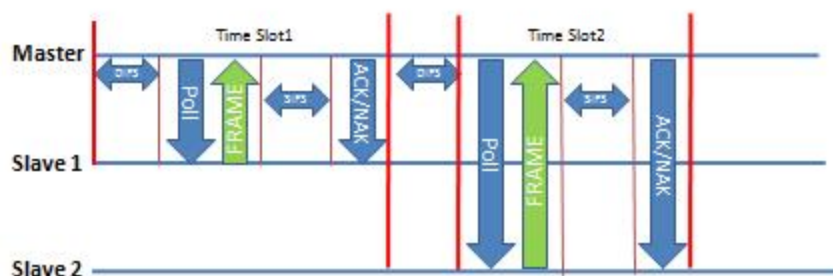 Time Slot1
Time Slot2
Master
DIFS
Poll
FRAME
SIFS
ACK/NAK
DIFS
Poll
FRAME
SIFS
ACK/NAK
Slave 1
Slave 2